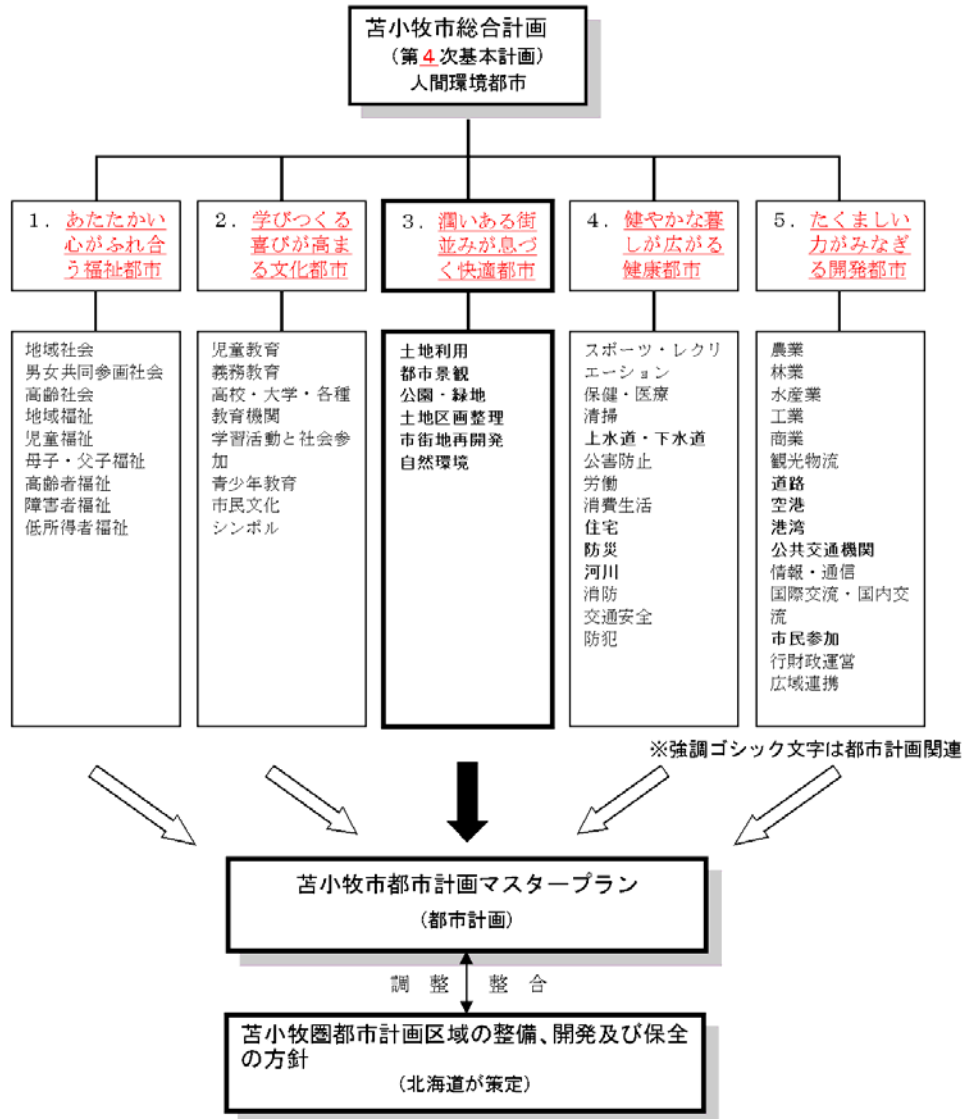 苫小牧市総合計画
（第４次基本計画）
人間環境都市
１．あたたかい
心がふれ合
う福祉都市
２．学びつくる
喜びが高ま
る文化都市
３．潤いある街
並みが息づ
く快適都市
４．健やかな暮
しが広がる
健康都市
５．たくましい
力がみなぎ
る開発都市
地域社会
男女共同参画社会
高齢社会
地域福祉
児童福祉
母子・父子福祉
高齢者福祉
障害者福祉
低所得者福祉
児童教育
義務教育
高校・大学・各種
教育機関
学習活動と社会参
加
青少年教育
市民文化
シンボル
土地利用
都市景観
公園・緑地
土地区画整理
市街地再開発
自然環境
スポーツ・レクリ
エーション
保健・医療
清掃
上水道・下水道
公害防止
労働
消費生活
住宅
防災
河川
消防
交通安全
防犯
農業
林業
水産業
工業
商業
観光物流
道路
空港
港湾
公共交通機関
情報・通信
国際交流・国内交
流
市民参加
行財政運営
広域連携
※強調ゴシック文字は都市計画関連
苫小牧市都市計画マスタープラン
（都市計画）
調 整 整 合
苫小牧圏都市計画区域の整備、開発及び保全
の方針
（北海道が策定）